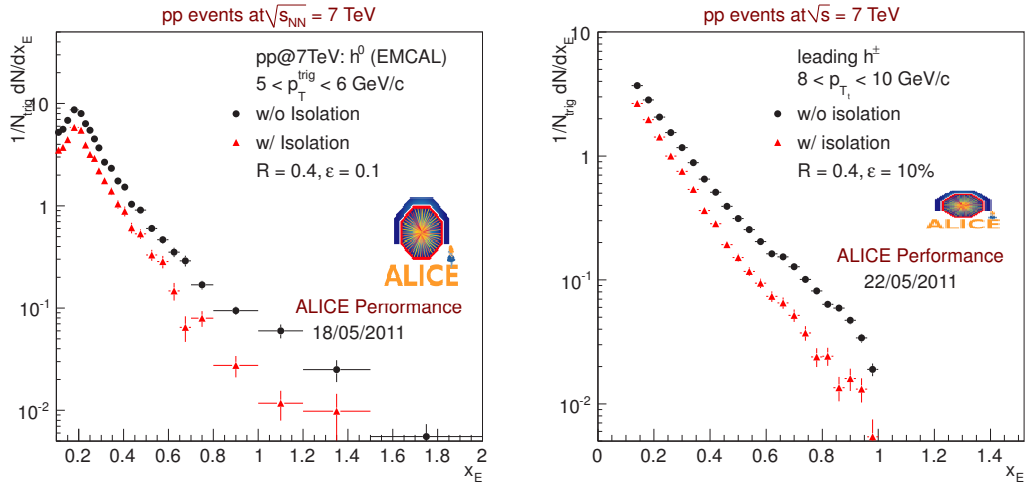 pp events at√s_NN = 7 TeV
1/N_trig dN/dx_E
pp@7TeV: h^0 (EMCAL)
5 < p_T^trig < 6 GeV/c
w/o Isolation
w/ Isolation
R = 0.4, ε = 0.1
ALICE
ALICE Performance
18/05/2011
10
1
10^-1
10^-2
0.2 0.4 0.6 0.8 1 1.2 1.4 1.6 1.8 2
x_E
pp events at √s = 7 TeV
1/N_trig dN/dx_E
leading h^±
8 < p_T_t < 10 GeV/c
w/o isolation
w/ isolation
R = 0.4, ε = 10%
ALICE
ALICE Performance
22/05/2011
10
1
10^-1
10^-2
0 0.2 0.4 0.6 0.8 1 1.2 1.4
x_E